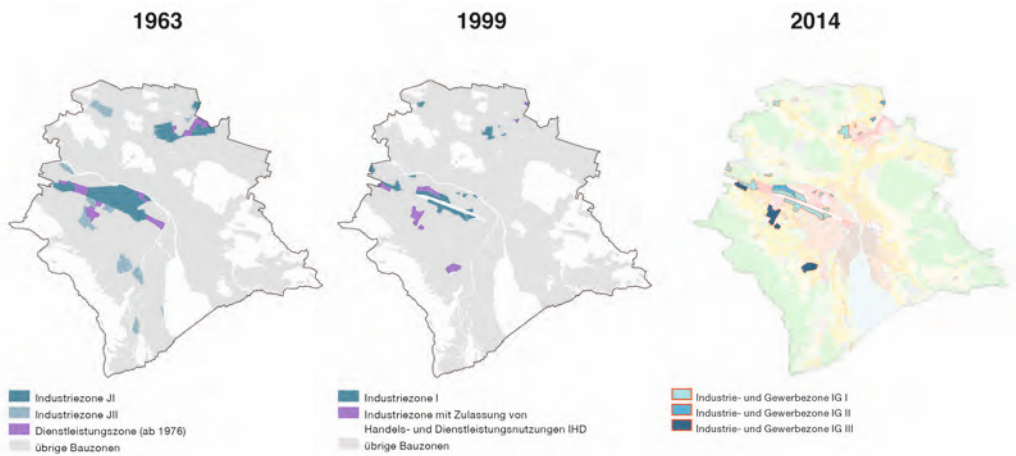 1963
1999
2014
Industriezone JI
Industriezone JII
Dienstleistungszone (ab 1976)
übrige Bauzonen
Industriezone I
Industriezone mit Zulassung von
Handels- und Dienstleistungsnutzungen IHD
übrige Bauzonen
Industrie- und Gewerbezone IG I
Industrie- und Gewerbezone IG II
Industrie- und Gewerbezone IG III